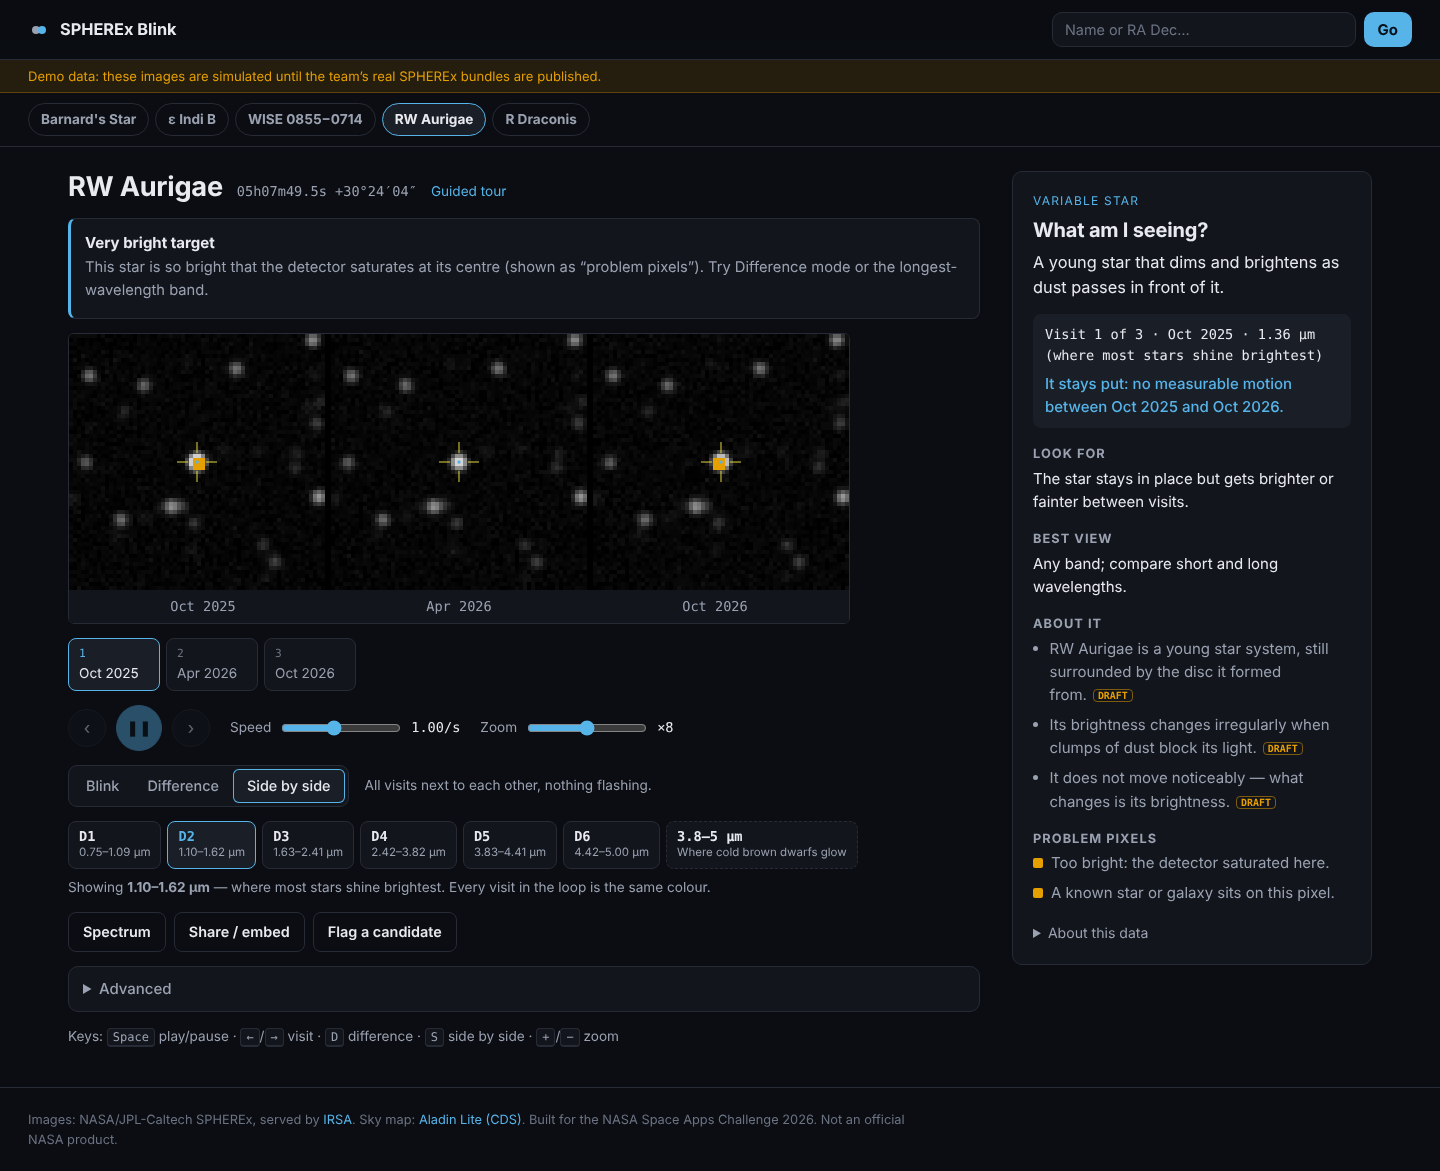 SPHEREx Blink
Name or RA Dec…
Go
Demo data: these images are simulated until the team’s real SPHEREx bundles are published.
Barnard's Star
ε Indi B
WISE 0855−0714
RW Aurigae
R Draconis
RW Aurigae 05h07m49.5s +30°24′04″ Guided tour
Very bright target
This star is so bright that the detector saturates at its centre (shown as “problem pixels”). Try Difference mode or the longest-
wavelength band.
Oct 2025
Apr 2026
Oct 2026
1
Oct 2025
2
Apr 2026
3
Oct 2026
‹ ❚❚ › Speed 1.00/s Zoom ×8
Blink
Difference
Side by side
All visits next to each other, nothing flashing.
D1
0.75–1.09 µm
D2
1.10–1.62 µm
D3
1.63–2.41 µm
D4
2.42–3.82 µm
D5
3.83–4.41 µm
D6
4.42–5.00 µm
3.8–5 µm
Where cold brown dwarfs glow
Showing 1.10–1.62 µm — where most stars shine brightest. Every visit in the loop is the same colour.
Spectrum
Share / embed
Flag a candidate
Advanced
Keys: Space play/pause · ←/→ visit · D difference · S side by side · +/− zoom
VARIABLE STAR
What am I seeing?
A young star that dims and brightens as
dust passes in front of it.
Visit 1 of 3 · Oct 2025 · 1.36 µm
(where most stars shine brightest)
It stays put: no measurable motion
between Oct 2025 and Oct 2026.
LOOK FOR
The star stays in place but gets brighter or
fainter between visits.
BEST VIEW
Any band; compare short and long
wavelengths.
ABOUT IT
• RW Aurigae is a young star system, still
surrounded by the disc it formed
from. DRAFT
• Its brightness changes irregularly when
clumps of dust block its light. DRAFT
• It does not move noticeably — what
changes is its brightness. DRAFT
PROBLEM PIXELS
Too bright: the detector saturated here.
A known star or galaxy sits on this pixel.
About this data
Images: NASA/JPL-Caltech SPHEREx, served by IRSA. Sky map: Aladin Lite (CDS). Built for the NASA Space Apps Challenge 2026. Not an official
NASA product.